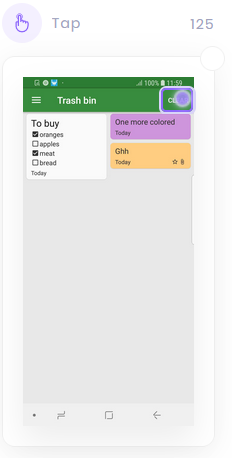 Tap 125
100% 11:59
Trash bin
To buy
oranges
apples
meat
bread
Today
One more colored
Today
Ghh
Today